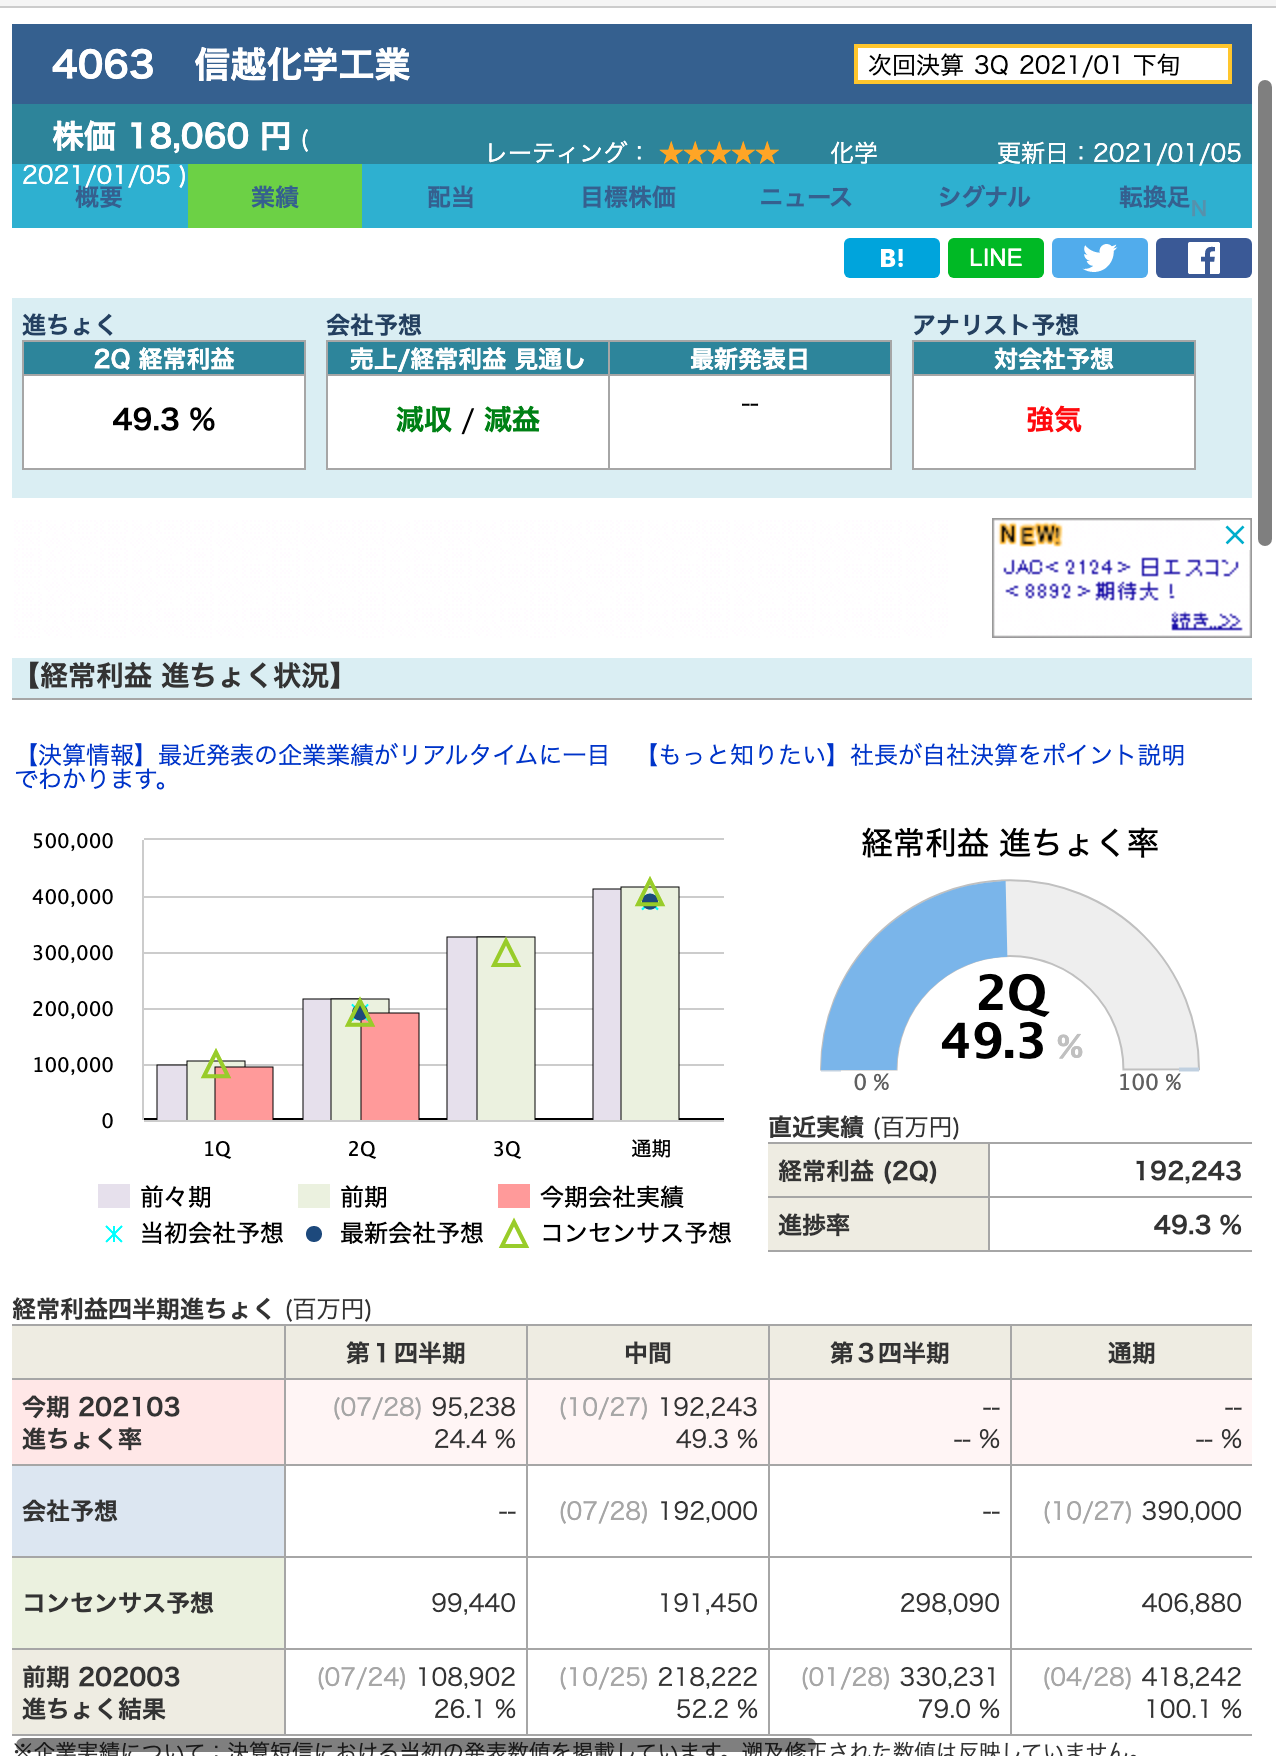 4063　信越化学工業
次回決算 3Q 2021/01 下旬
株価 18,060 円 (
2021/01/05 )
レーティング： ★★★★★
化学
更新日：2021/01/05
概要
業績
配当
目標株価
ニュース
シグナル
転換足
N
B!
LINE
進ちょく
会社予想
アナリスト予想
2Q 経常利益
売上/経常利益 見通し
最新発表日
対会社予想
49.3 %
減収 / 減益
--
強気
NEW!
JAC<2124> 日エスコン
<8892>期待大！
続き..>>
【経常利益 進ちょく状況】
【決算情報】最近発表の企業業績がリアルタイムに一目
でわかります。
【もっと知りたい】社長が自社決算をポイント説明
500,000
400,000
300,000
200,000
100,000
0
1Q
2Q
3Q
通期
前々期
前期
今期会社実績
当初会社予想
最新会社予想
コンセンサス予想
経常利益 進ちょく率
2Q
49.3 %
0 %
100 %
直近実績 (百万円)
経常利益 (2Q) 192,243
進捗率 49.3 %
経常利益四半期進ちょく (百万円)
第１四半期 中間 第３四半期 通期
今期 202103 (07/28) 95,238 (10/27) 192,243 -- --
進ちょく率 24.4 % 49.3 % -- % -- %
会社予想 -- (07/28) 192,000 -- (10/27) 390,000
コンセンサス予想 99,440 191,450 298,090 406,880
前期 202003 (07/24) 108,902 (10/25) 218,222 (01/28) 330,231 (04/28) 418,242
進ちょく結果 26.1 % 52.2 % 79.0 % 100.1 %
※企業実績について：決算短信における当初の発表数値を掲載しています。遡及修正された数値は反映していません。